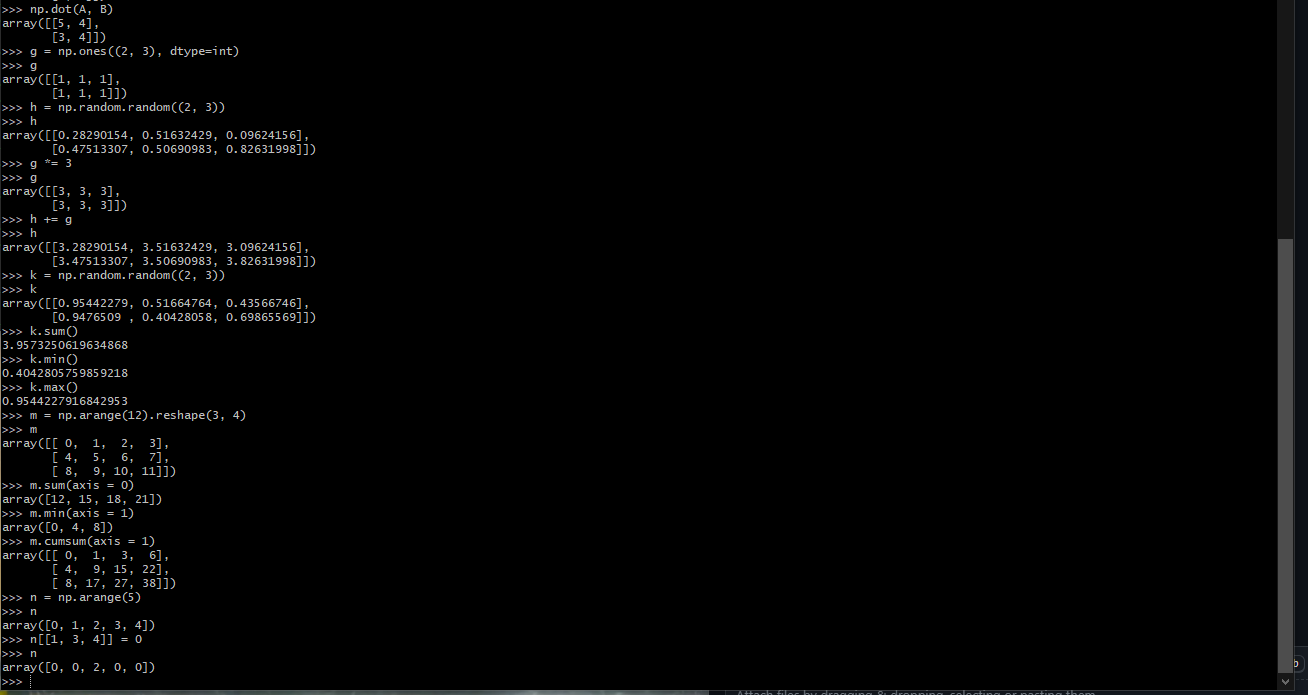 >>> np.dot(A, B)
array([[5, 4],
       [3, 4]])
>>> g = np.ones((2, 3), dtype=int)
>>> g
array([[1, 1, 1],
       [1, 1, 1]])
>>> h = np.random.random((2, 3))
>>> h
array([[0.28290154, 0.51632429, 0.09624156],
       [0.47513307, 0.50690983, 0.82631998]])
>>> g *= 3
>>> g
array([[3, 3, 3],
       [3, 3, 3]])
>>> h += g
>>> h
array([[3.28290154, 3.51632429, 3.09624156],
       [3.47513307, 3.50690983, 3.82631998]])
>>> k = np.random.random((2, 3))
>>> k
array([[0.95442279, 0.51664764, 0.43566746],
       [0.9476509 , 0.40428058, 0.69865569]])
>>> k.sum()
3.9573250619634868
>>> k.min()
0.4042805759859218
>>> k.max()
0.9544227916842953
>>> m = np.arange(12).reshape(3, 4)
>>> m
array([[ 0,  1,  2,  3],
       [ 4,  5,  6,  7],
       [ 8,  9, 10, 11]])
>>> m.sum(axis = 0)
array([12, 15, 18, 21])
>>> m.min(axis = 1)
array([0, 4, 8])
>>> m.cumsum(axis = 1)
array([[ 0,  1,  3,  6],
       [ 4,  9, 15, 22],
       [ 8, 17, 27, 38]])
>>> n = np.arange(5)
>>> n
array([0, 1, 2, 3, 4])
>>> n[[1, 3, 4]] = 0
>>> n
array([0, 0, 2, 0, 0])
>>>
Attach files by dragging & dropping, selecting or pasting them